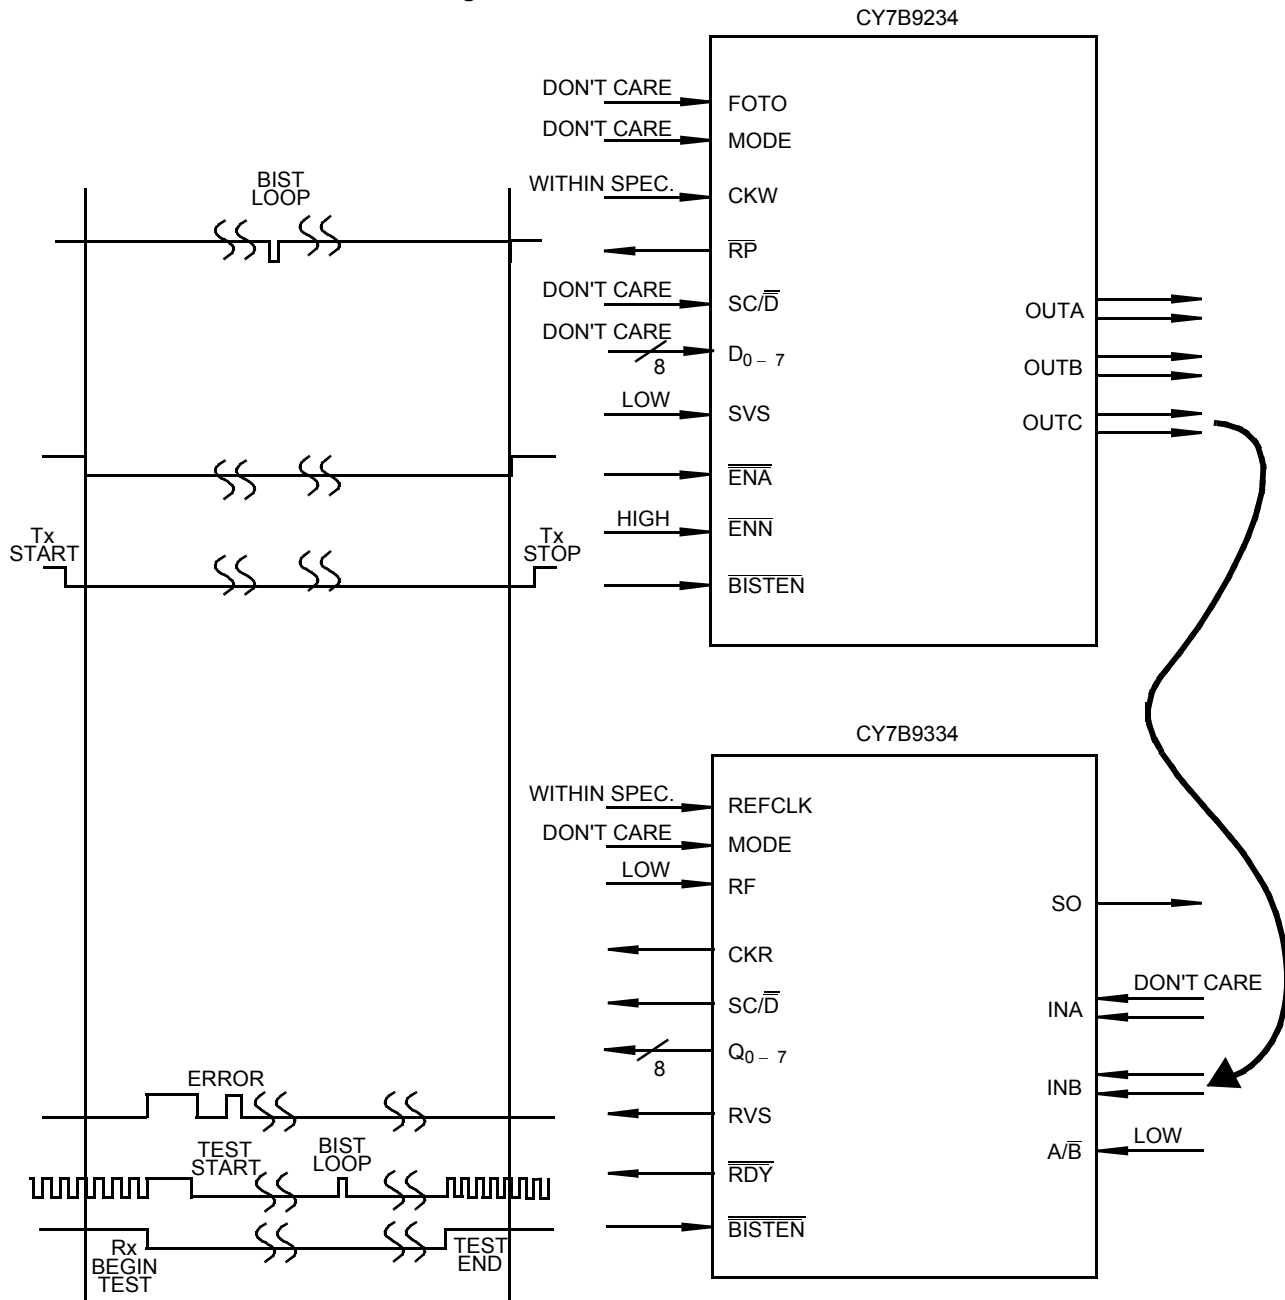 CY7B9234
DON'T CARE
FOTO
DON'T CARE
MODE
BIST
LOOP
WITHIN SPEC.
CKW
RP
DON'T CARE
SC/D
OUTA
DON'T CARE
8
D0 – 7
OUTB
LOW
SVS
OUTC
ENA
Tx
START
Tx
STOP
HIGH
ENN
BISTEN
CY7B9334
WITHIN SPEC.
REFCLK
DON'T CARE
MODE
LOW
RF
SO
CKR
DON'T CARE
SC/D
INA
8
Q0 – 7
ERROR
INB
RVS
TEST
START
BIST
LOOP
LOW
A/B
RDY
Rx
BEGIN
TEST
TEST
END
BISTEN